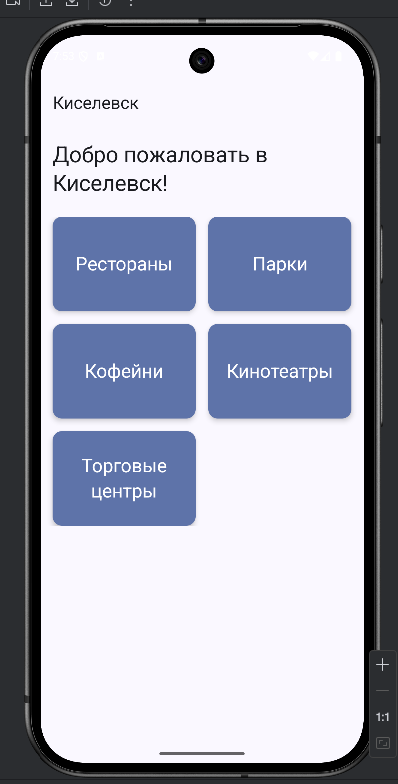 Киселевск
Добро пожаловать в
Киселевск!
Рестораны
Парки
Кофейни
Кинотеатры
Торговые
центры
1:1